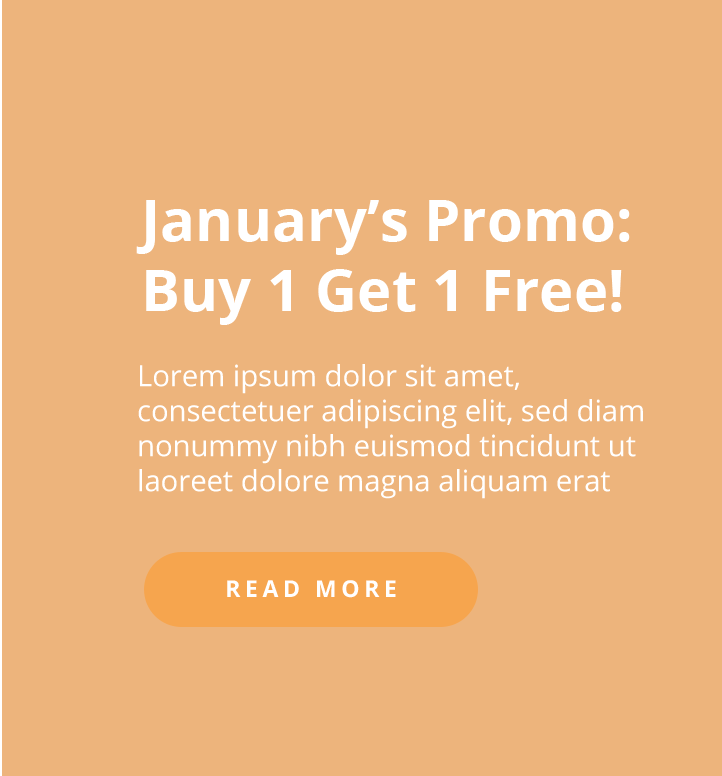 January’s Promo:
Buy 1 Get 1 Free!
Lorem ipsum dolor sit amet,
consectetuer adipiscing elit, sed diam
nonummy nibh euismod tincidunt ut
laoreet dolore magna aliquam erat
READ MORE